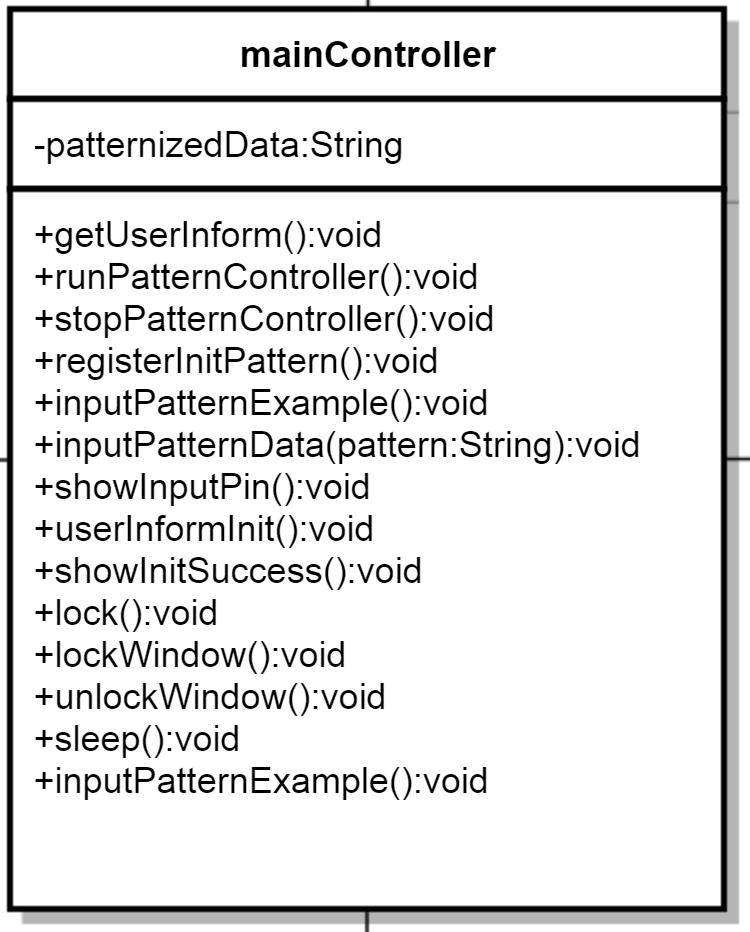 mainController
-patternizedData:String
+getUserInform():void
+runPatternController():void
+stopPatternController():void
+registerInitPattern():void
+inputPatternExample():void
+inputPatternData(pattern:String):void
+showInputPin():void
+userInformInit():void
+showInitSuccess():void
+lock():void
+lockWindow():void
+unlockWindow():void
+sleep():void
+inputPatternExample():void